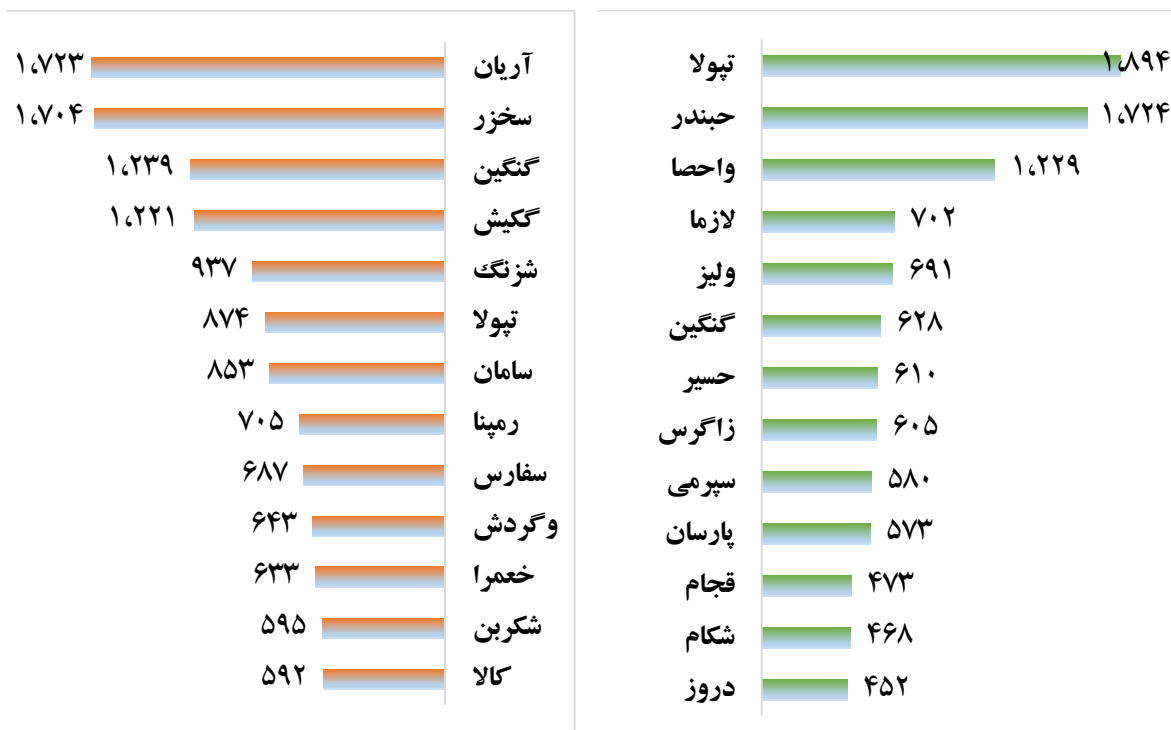 تپولا ۱،۸۹۴
حبندر ۱،۷۲۴
واحصا ۱،۲۲۹
لازما ۷۰۲
ولیز ۶۹۱
گنگین ۶۲۸
حسیر ۶۱۰
زاگرس ۶۰۵
سپرمی ۵۸۰
پارسان ۵۷۳
قجام ۴۷۳
شکام ۴۶۸
دروز ۴۵۲
آریان ۱،۷۲۳
سخزر ۱،۷۰۴
گنگین ۱،۲۳۹
گکیش ۱،۲۲۱
شزنگ ۹۳۷
تپولا ۸۷۴
سامان ۸۵۳
رمپنا ۷۰۵
سفارس ۶۸۷
وگردش ۶۴۳
خعمرا ۶۳۳
شکربن ۵۹۵
کالا ۵۹۲